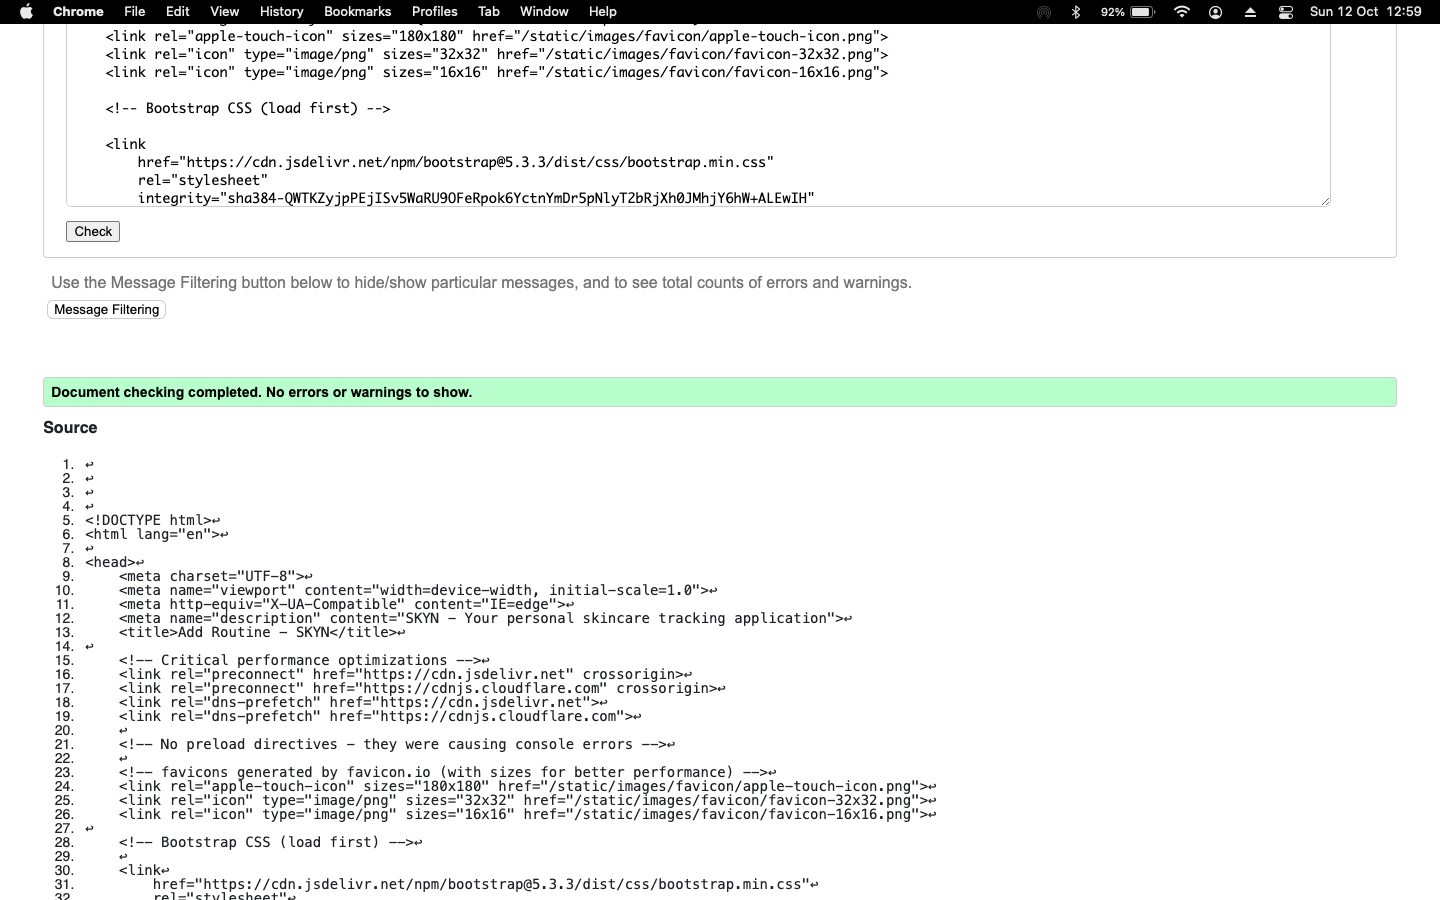 Chrome File Edit View History Bookmarks Profiles Tab Window Help 92% Sun 12 Oct 12:59
<link rel="apple-touch-icon" sizes="180x180" href="/static/images/favicon/apple-touch-icon.png">
<link rel="icon" type="image/png" sizes="32x32" href="/static/images/favicon/favicon-32x32.png">
<link rel="icon" type="image/png" sizes="16x16" href="/static/images/favicon/favicon-16x16.png">
<!-- Bootstrap CSS (load first) -->
<link
href="https://cdn.jsdelivr.net/npm/bootstrap@5.3.3/dist/css/bootstrap.min.css"
rel="stylesheet"
integrity="sha384-QWTKZyjpPEjISv5WaRU9OFeRpok6YctnYmDr5pNlyT2bRjXh0JMhjY6hW+ALEwIH"
Check
Use the Message Filtering button below to hide/show particular messages, and to see total counts of errors and warnings.
Message Filtering
Document checking completed. No errors or warnings to show.
Source
1. ↩
2. ↩
3. ↩
4. ↩
5. <!DOCTYPE html>↩
6. <html lang="en">↩
7. ↩
8. <head>↩
9. <meta charset="UTF-8">↩
10. <meta name="viewport" content="width=device-width, initial-scale=1.0">↩
11. <meta http-equiv="X-UA-Compatible" content="IE=edge">↩
12. <meta name="description" content="SKYN – Your personal skincare tracking application">↩
13. <title>Add Routine – SKYN</title>↩
14. ↩
15. <!-- Critical performance optimizations -->↩
16. <link rel="preconnect" href="https://cdn.jsdelivr.net" crossorigin>↩
17. <link rel="preconnect" href="https://cdnjs.cloudflare.com" crossorigin>↩
18. <link rel="dns-prefetch" href="https://cdn.jsdelivr.net">↩
19. <link rel="dns-prefetch" href="https://cdnjs.cloudflare.com">↩
20. ↩
21. <!-- No preload directives – they were causing console errors -->↩
22. ↩
23. <!-- favicons generated by favicon.io (with sizes for better performance) -->↩
24. <link rel="apple-touch-icon" sizes="180x180" href="/static/images/favicon/apple-touch-icon.png">↩
25. <link rel="icon" type="image/png" sizes="32x32" href="/static/images/favicon/favicon-32x32.png">↩
26. <link rel="icon" type="image/png" sizes="16x16" href="/static/images/favicon/favicon-16x16.png">↩
27. ↩
28. <!-- Bootstrap CSS (load first) -->↩
29. ↩
30. <link↩
31. href="https://cdn.jsdelivr.net/npm/bootstrap@5.3.3/dist/css/bootstrap.min.css"↩
32. rel="stylesheet"↩